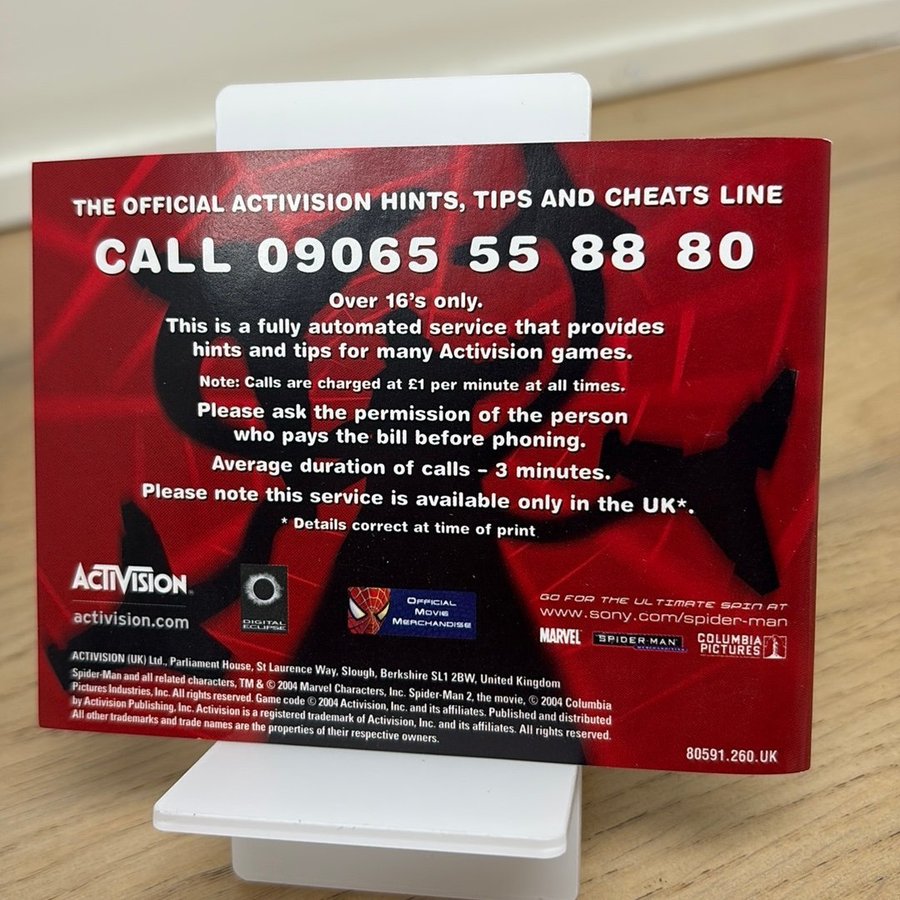 THE OFFICIAL ACTIVISION HINTS, TIPS AND CHEATS LINE
CALL 09065 55 88 80
Over 16's only.
This is a fully automated service that provides
hints and tips for many Activision games.
Note: Calls are charged at £1 per minute at all times.
Please ask the permission of the person
who pays the bill before phoning.
Average duration of calls – 3 minutes.
Please note this service is available only in the UK*.
* Details correct at time of print
ACTIVISION
activision.com
DIGITAL
ECLIPSE
OFFICIAL
MOVIE
MERCHANDISE
GO FOR THE ULTIMATE SPIN AT
www.sony.com/spider-man
MARVEL
SPIDER-MAN
MERCHANDISING
COLUMBIA
PICTURES
ACTIVISION (UK) Ltd., Parliament House, St Laurence Way, Slough, Berkshire SL1 2BW, United Kingdom
Spider-Man and all related characters, TM & © 2004 Marvel Characters, Inc. Spider-Man 2, the movie, © 2004 Columbia
Pictures Industries, Inc. All rights reserved. Game code © 2004 Activision, Inc. and its affiliates. Published and distributed
by Activision Publishing, Inc. Activision is a registered trademark of Activision, Inc. and its affiliates. All rights reserved.
All other trademarks and trade names are the properties of their respective owners.
80591.260.UK